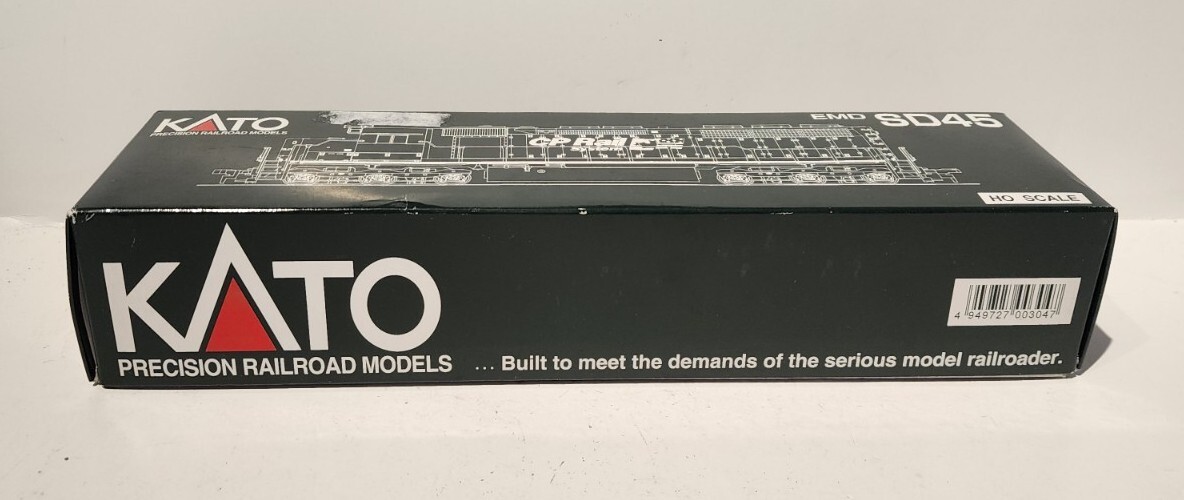 KATO
PRECISION RAILROAD MODELS
EMD SD45
CP Rail
System
HO SCALE
KATO
PRECISION RAILROAD MODELS
... Built to meet the demands of the serious model railroader.
4 949727 003047